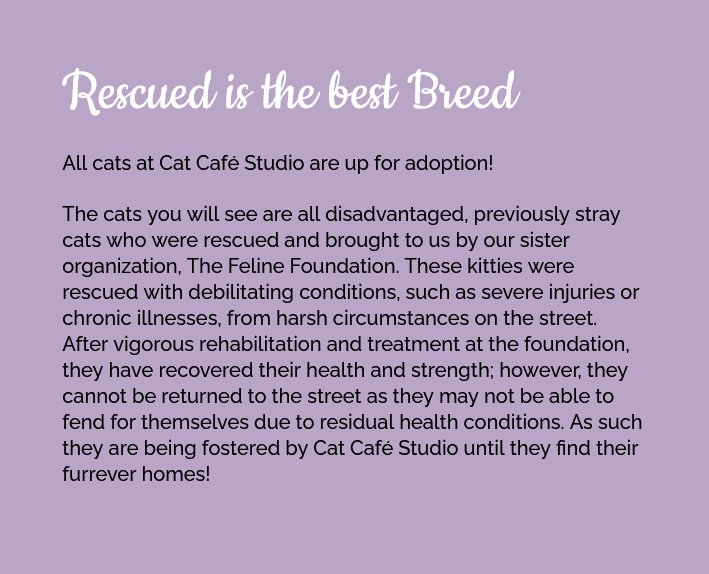 Rescued is the best Breed
All cats at Cat Café Studio are up for adoption!
The cats you will see are all disadvantaged, previously stray
cats who were rescued and brought to us by our sister
organization, The Feline Foundation. These kitties were
rescued with debilitating conditions, such as severe injuries or
chronic illnesses, from harsh circumstances on the street.
After vigorous rehabilitation and treatment at the foundation,
they have recovered their health and strength; however, they
cannot be returned to the street as they may not be able to
fend for themselves due to residual health conditions. As such
they are being fostered by Cat Café Studio until they find their
furrever homes!